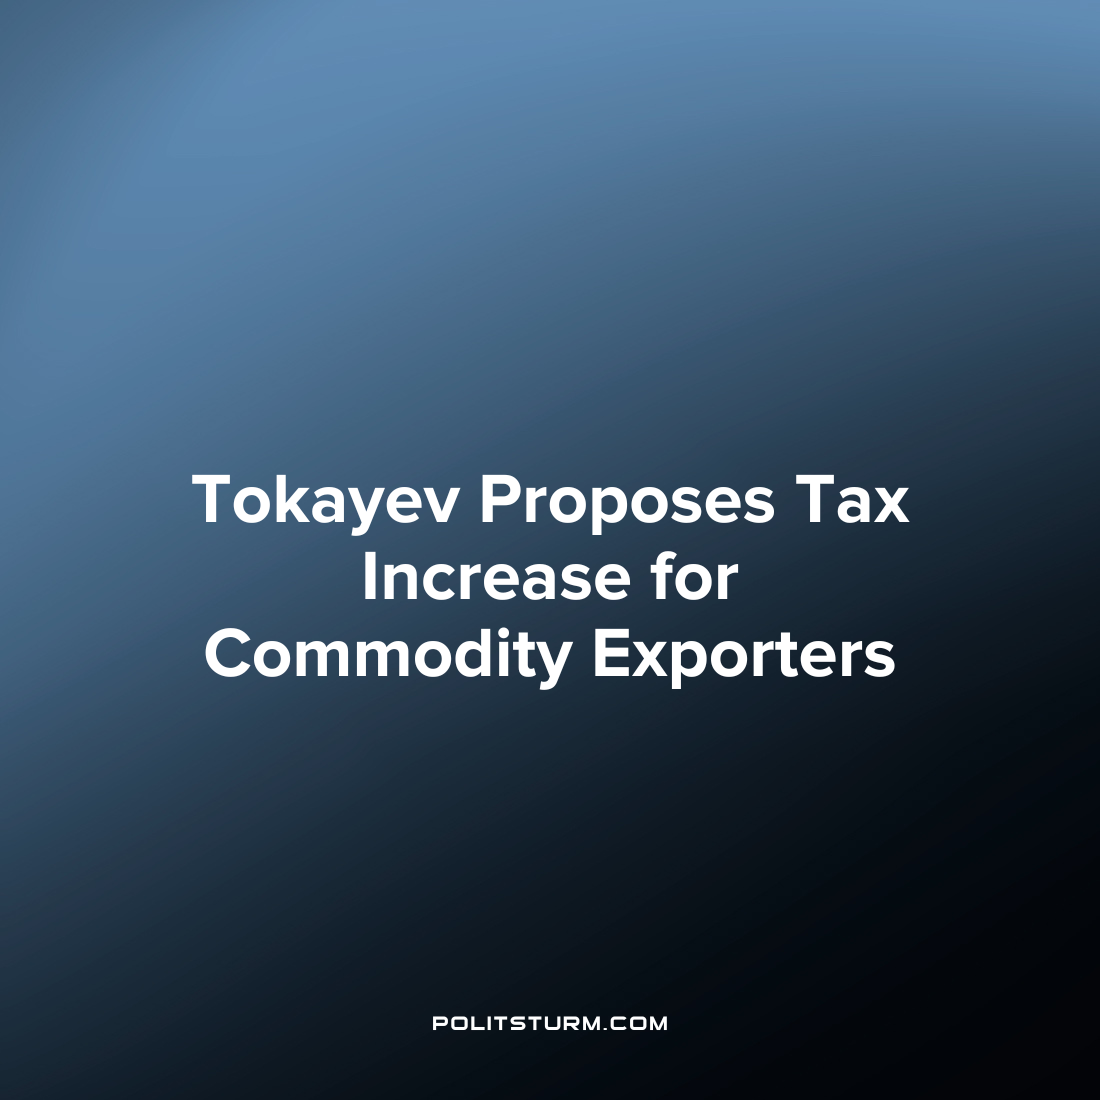 Tokayev Proposes Tax
Increase for
Commodity Exporters
POLITSTURM.COM